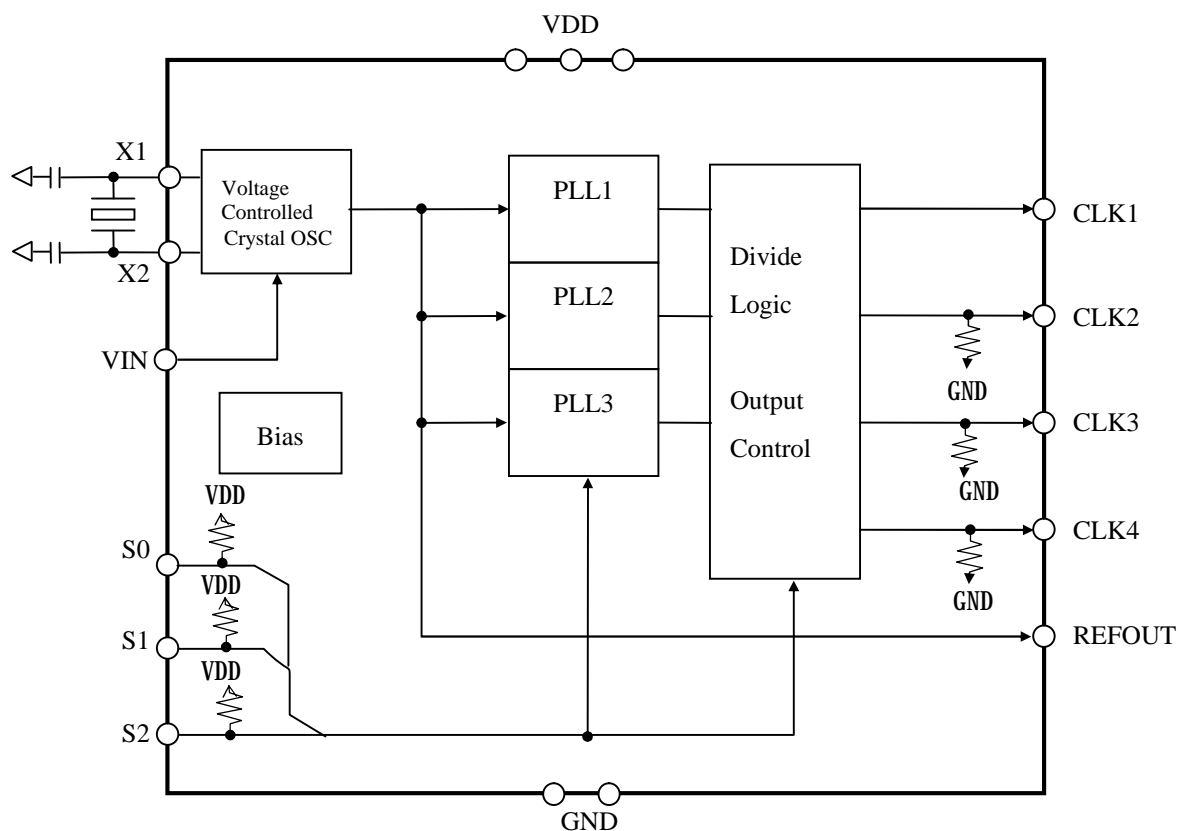 VDD
X1
X2
VIN
Voltage
Controlled
Crystal OSC
PLL1
PLL2
PLL3
Divide
Logic
Output
Control
CLK1
CLK2
GND
CLK3
GND
CLK4
GND
REFOUT
Bias
VDD
S0
VDD
S1
VDD
S2
GND